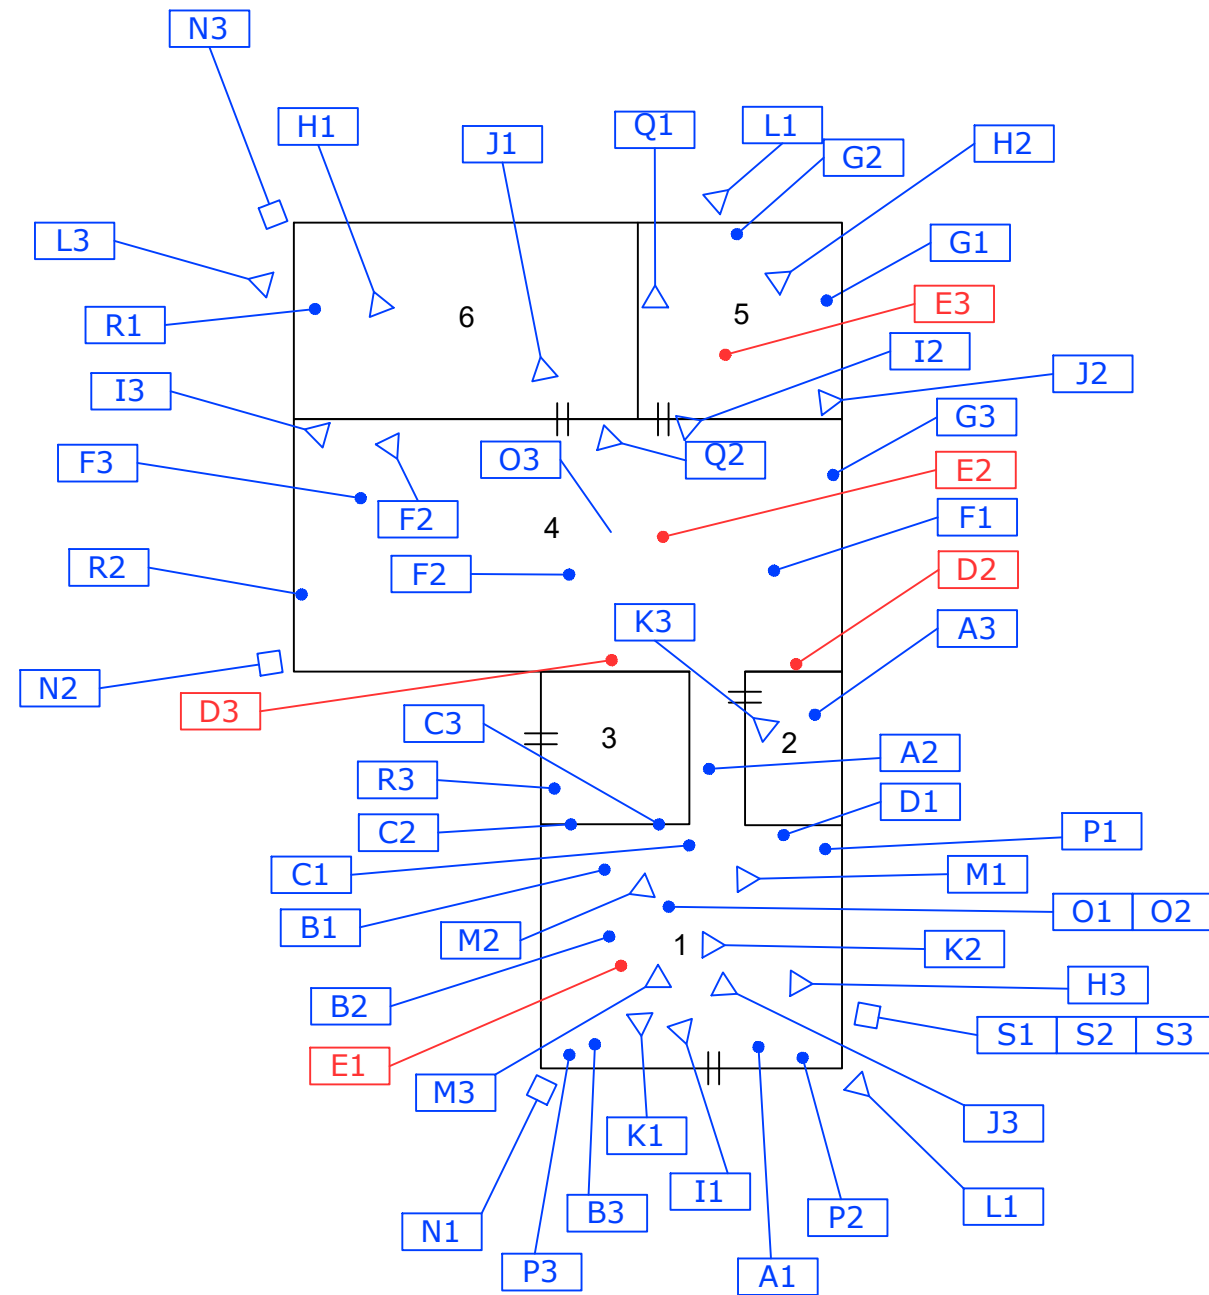 N3
H1
J1
Q1
L1
G2
H2
L3
G1
R1
6
5
E3
I3
I2
J2
F3
O3
Q2
G3
E2
F2
4
F1
R2
F2
D2
K3
A3
N2
D3
C3
3
2
A2
R3
C2
D1
P1
C1
M1
B1
M2
O1 O2
1
K2
B2
H3
E1
S1 S2 S3
M3
K1
J3
I1
L1
N1
B3
P2
P3
A1